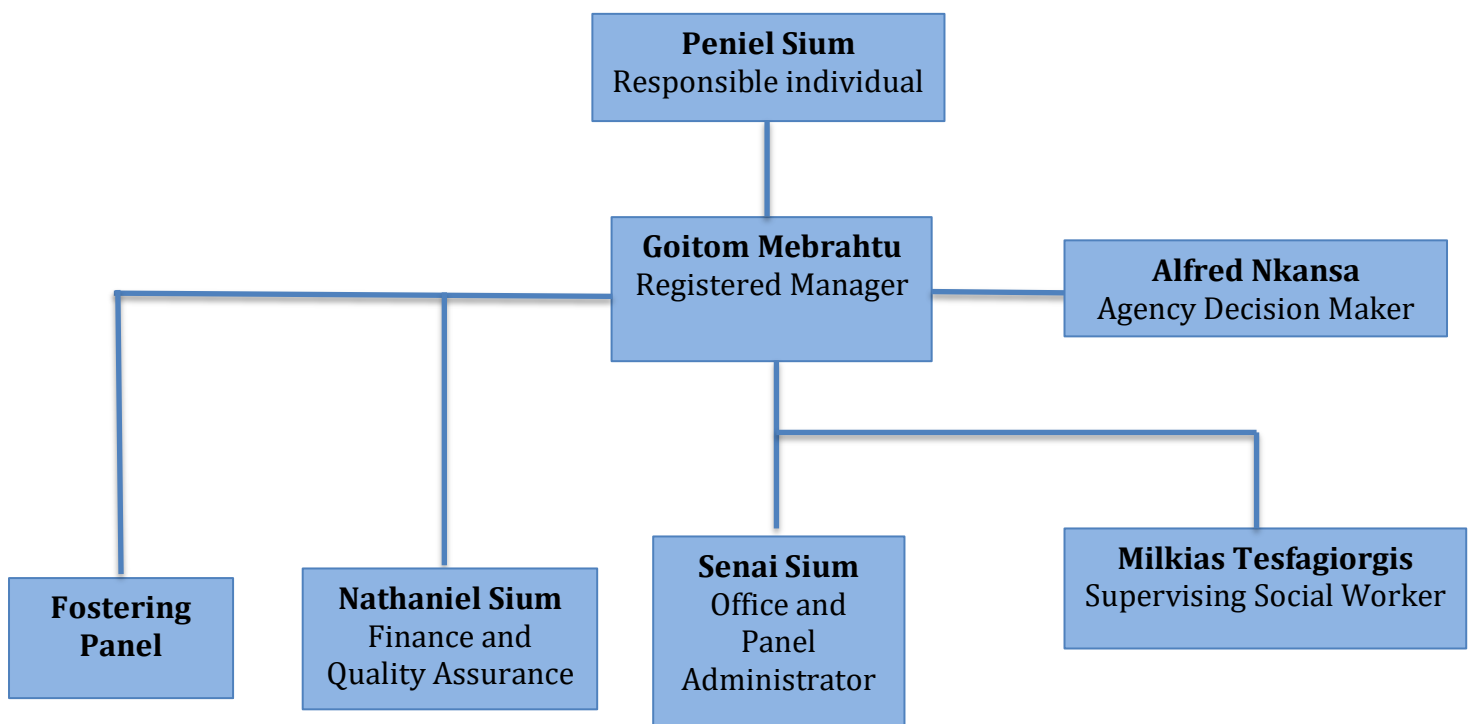 Peniel Sium
Responsible individual
Goitom Mebrahtu
Registered Manager
Alfred Nkansa
Agency Decision Maker
Fostering
Panel
Nathaniel Sium
Finance and
Quality Assurance
Senai Sium
Office and
Panel
Administrator
Milkias Tesfagiorgis
Supervising Social Worker